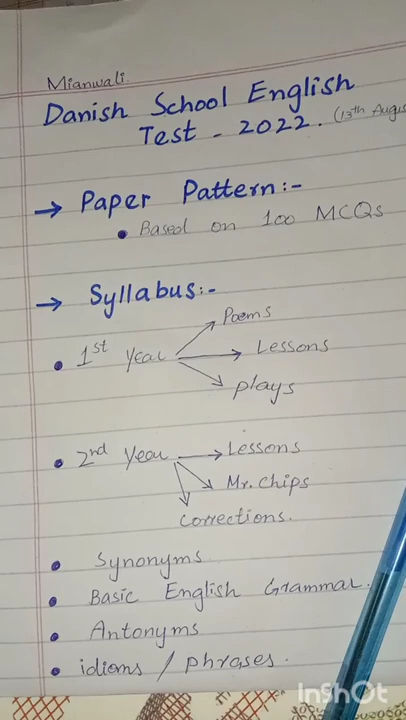 Mianwali.
Danish School English
Test - 2022. (13th Augus
→ Paper Pattern:-
• Based on 100 MCQs
→ Syllabus:-
Poems
• 1st Year → Lessons
plays
• 2nd Year → Lessons
Mr. Chips
Corrections.
• Synonyms
• Basic English Grammar.
• Antonyms
• idioms / phrases.
InShOt